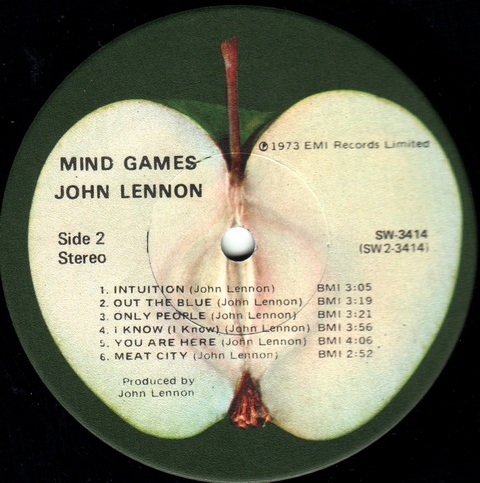 ℗ 1973 EMI Records Limited
MIND GAMES
JOHN LENNON
Side 2
Stereo
SW-3414
(SW2-3414)
1. INTUITION (John Lennon) BMI 3:05
2. OUT THE BLUE (John Lennon) BMI 3:19
3. ONLY PEOPLE (John Lennon) BMI 3:21
4. i KNOW (I Know) (John Lennon) BMI 3:56
5. YOU ARE HERE (John Lennon) BMI 4:06
6. MEAT CITY (John Lennon) BMI 2:52
Produced by
John Lennon